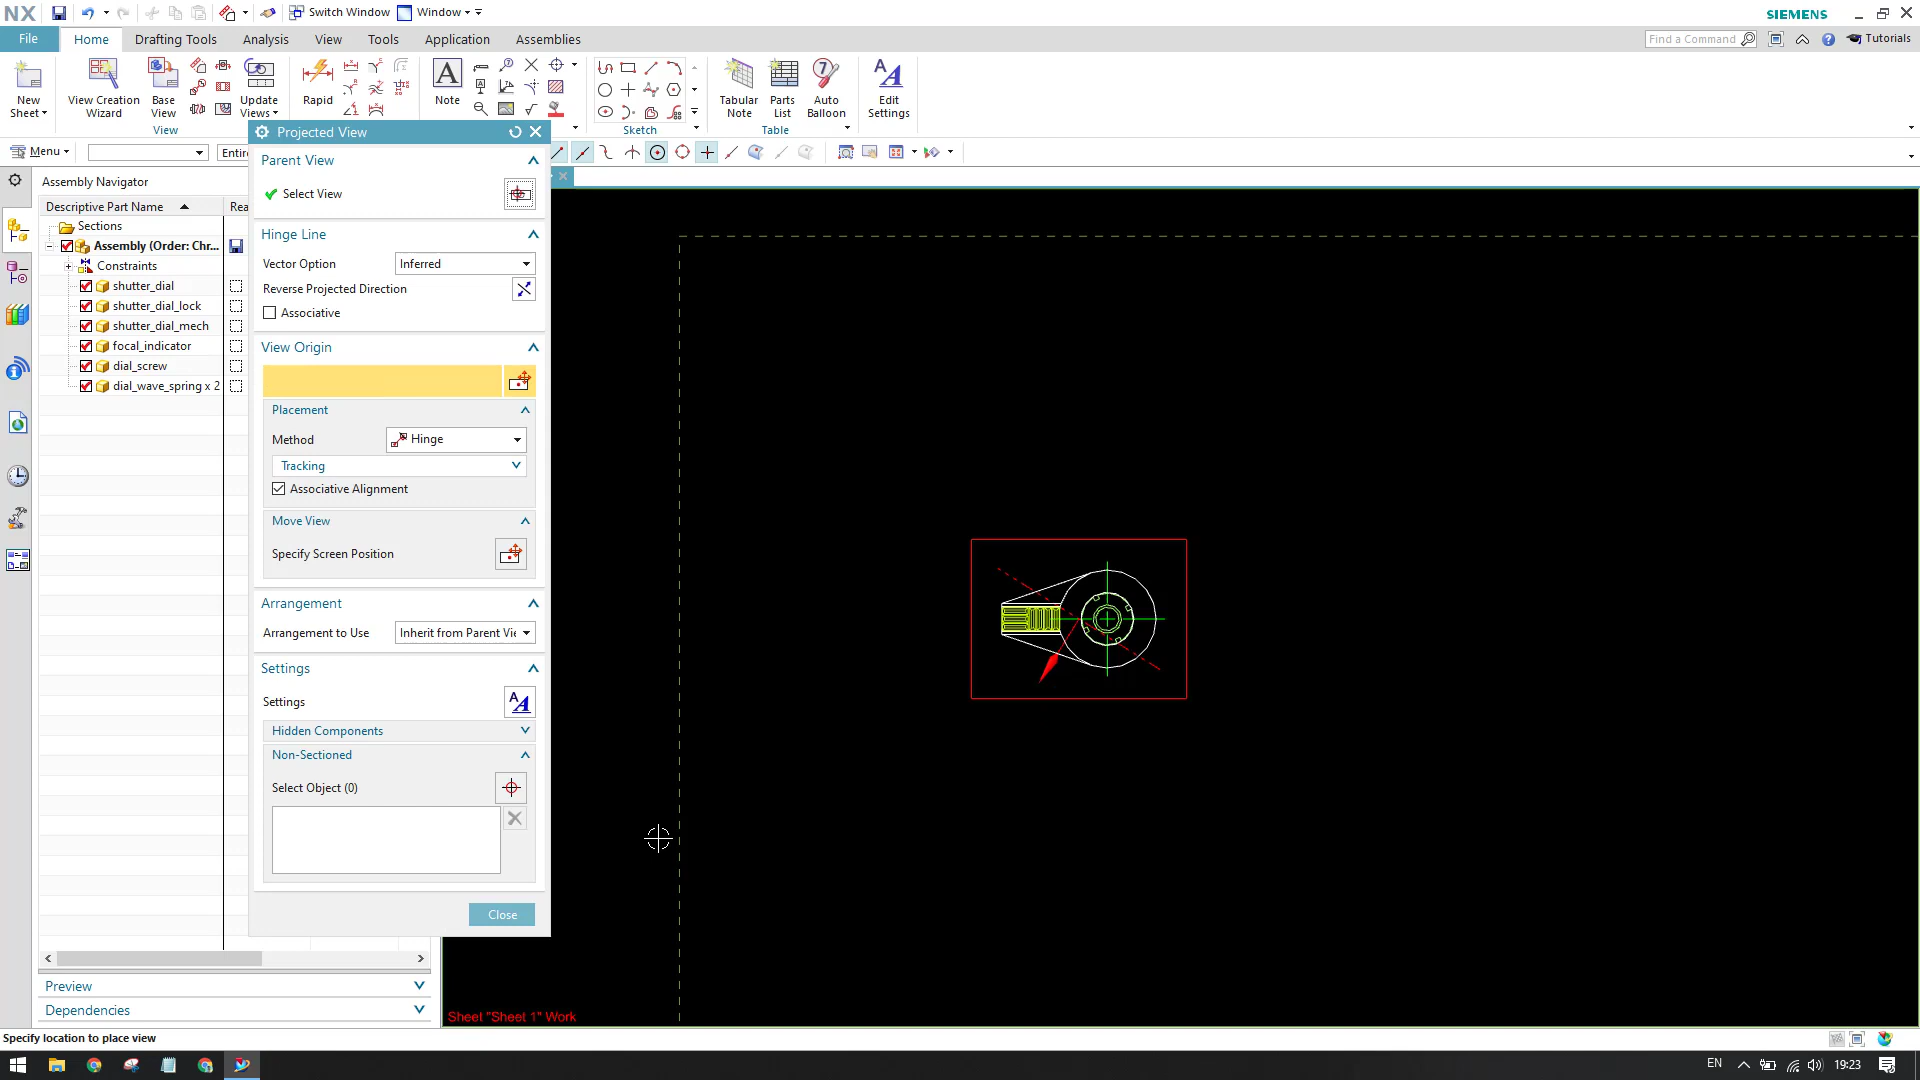 NX
Switch Window
Window
SIEMENS
File
Home
Drafting Tools
Analysis
View
Tools
Application
Assemblies
Find a Command
Tutorials
New
Sheet
View Creation
Wizard
Base
View
Update
Views
View
Rapid
A
Note
Sketch
Tabular
Note
Parts
List
7
Auto
Balloon
Table
A
A
Edit
Settings
Menu
Entire
Assembly Navigator
Descriptive Part Name
Rea
Sections
Assembly (Order: Chr...
Constraints
shutter_dial
shutter_dial_lock
shutter_dial_mech
focal_indicator
dial_screw
dial_wave_spring x 2
Preview
Dependencies
Projected View
Parent View
Select View
Hinge Line
Vector Option
Inferred
Reverse Projected Direction
Associative
View Origin
Placement
Method
Hinge
Tracking
Associative Alignment
Move View
Specify Screen Position
Arrangement
Arrangement to Use
Inherit from Parent Vie
Settings
Settings
A
A
Hidden Components
Non-Sectioned
Select Object (0)
Close
Sheet "Sheet 1" Work
Specify location to place view
EN
19:23